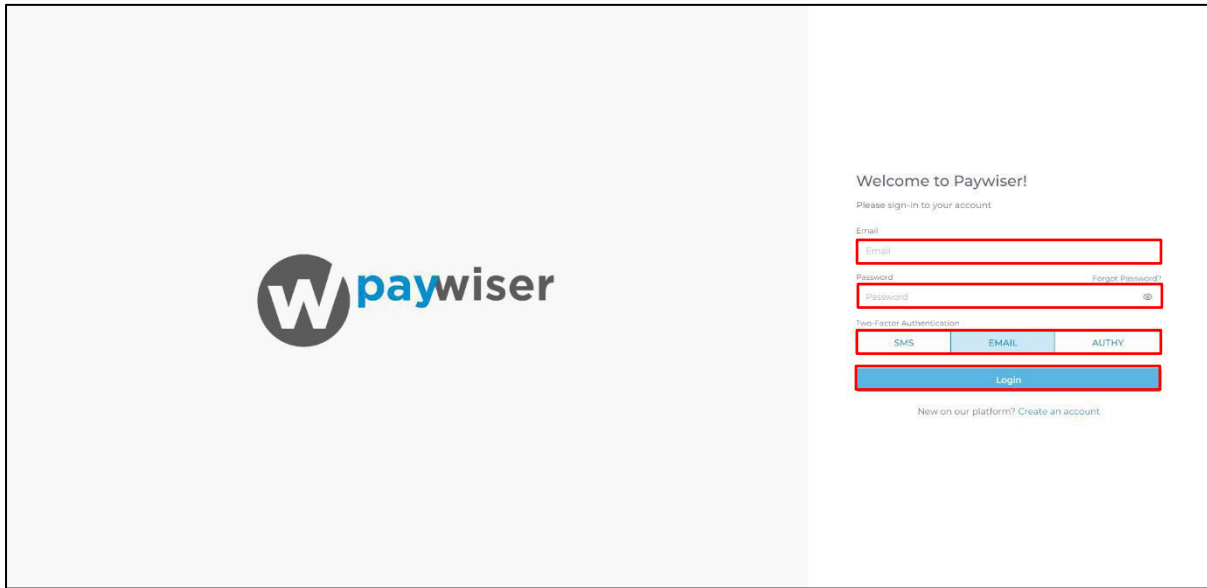 paywiser
Welcome to Paywiser!
Please sign-in to your account
Email
Email
Password Forgot Password?
Password
Two-Factor Authentication
SMS EMAIL AUTHY
Login
New on our platform? Create an account